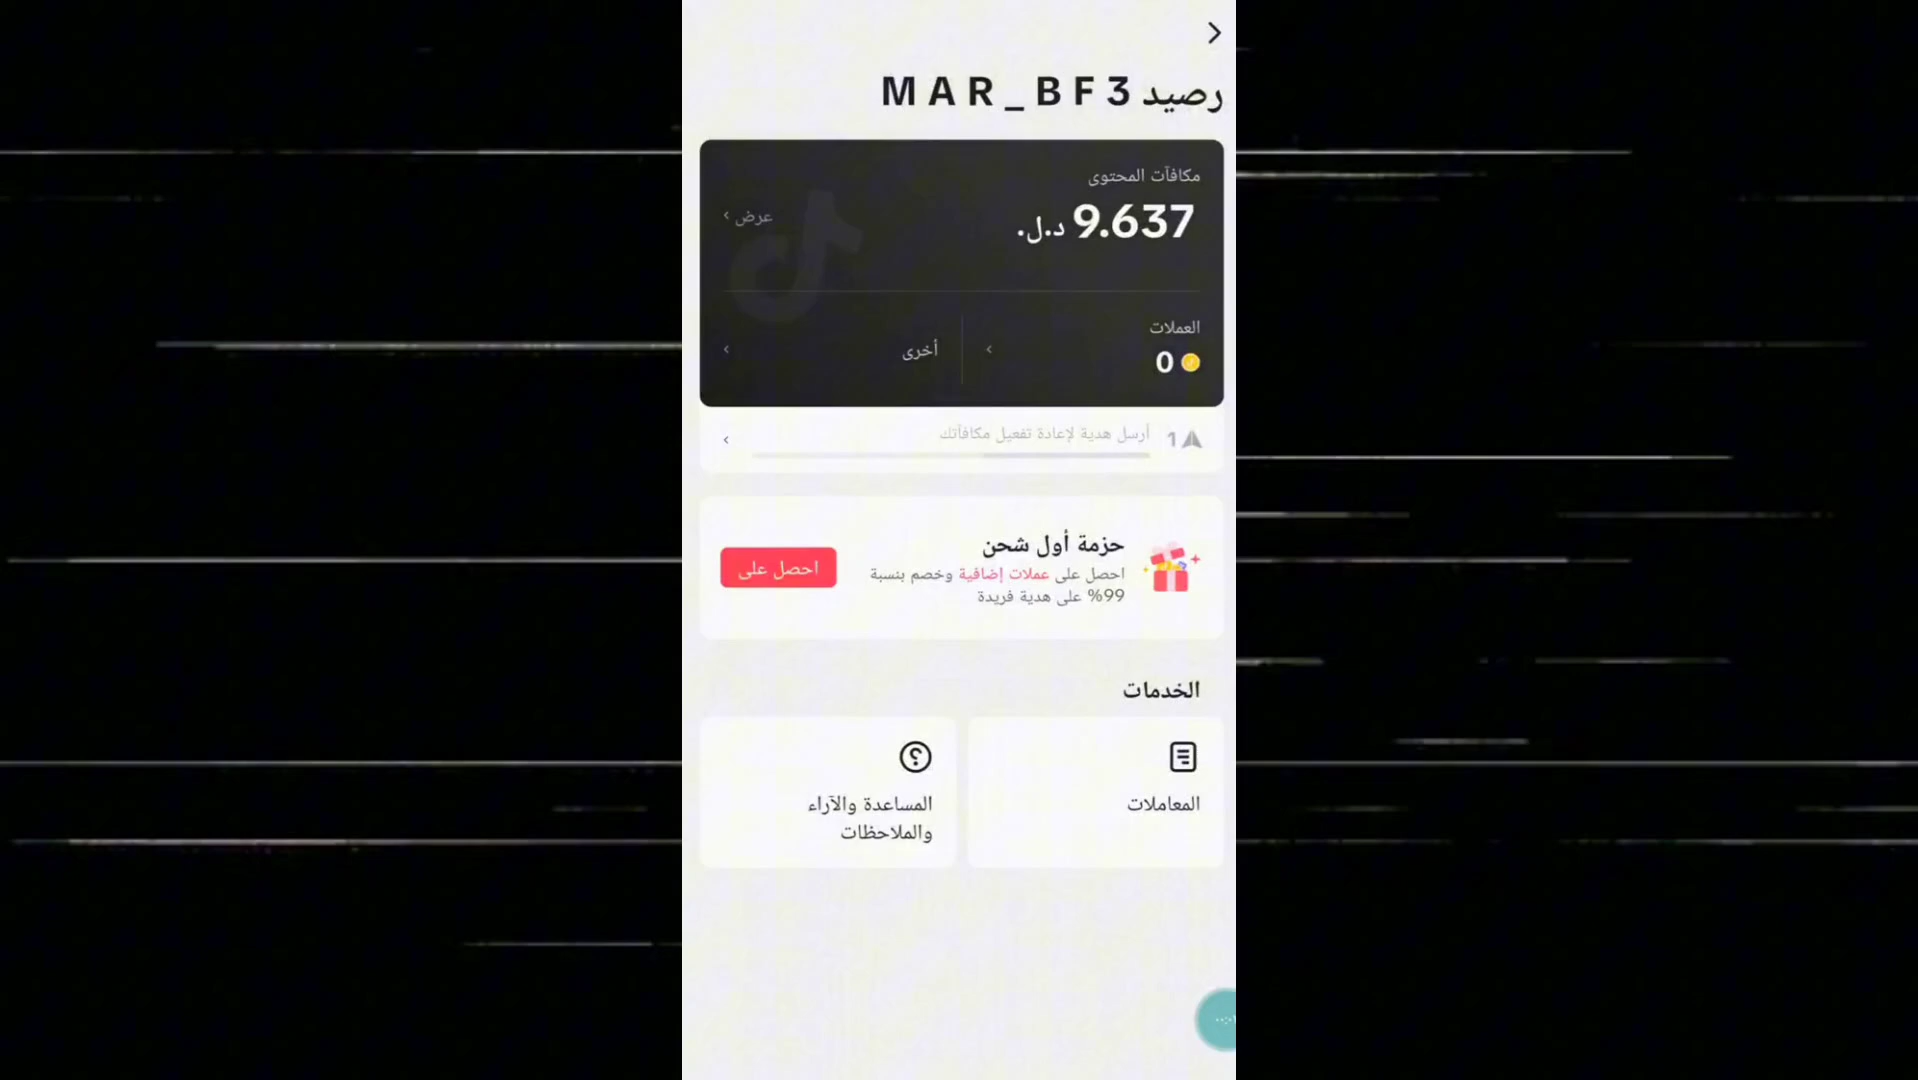 رصيد MAR_BF3
مكافآت المحتوى
9.637 د.ل.
عرض
العملات
0
أخرى
1
أرسل هدية لإعادة تفعيل مكافآتك
حزمة أول شحن
احصل على عملات إضافية وخصم بنسبة
99% على هدية فريدة
احصل على
الخدمات
المعاملات
المساعدة والآراء
والملاحظات